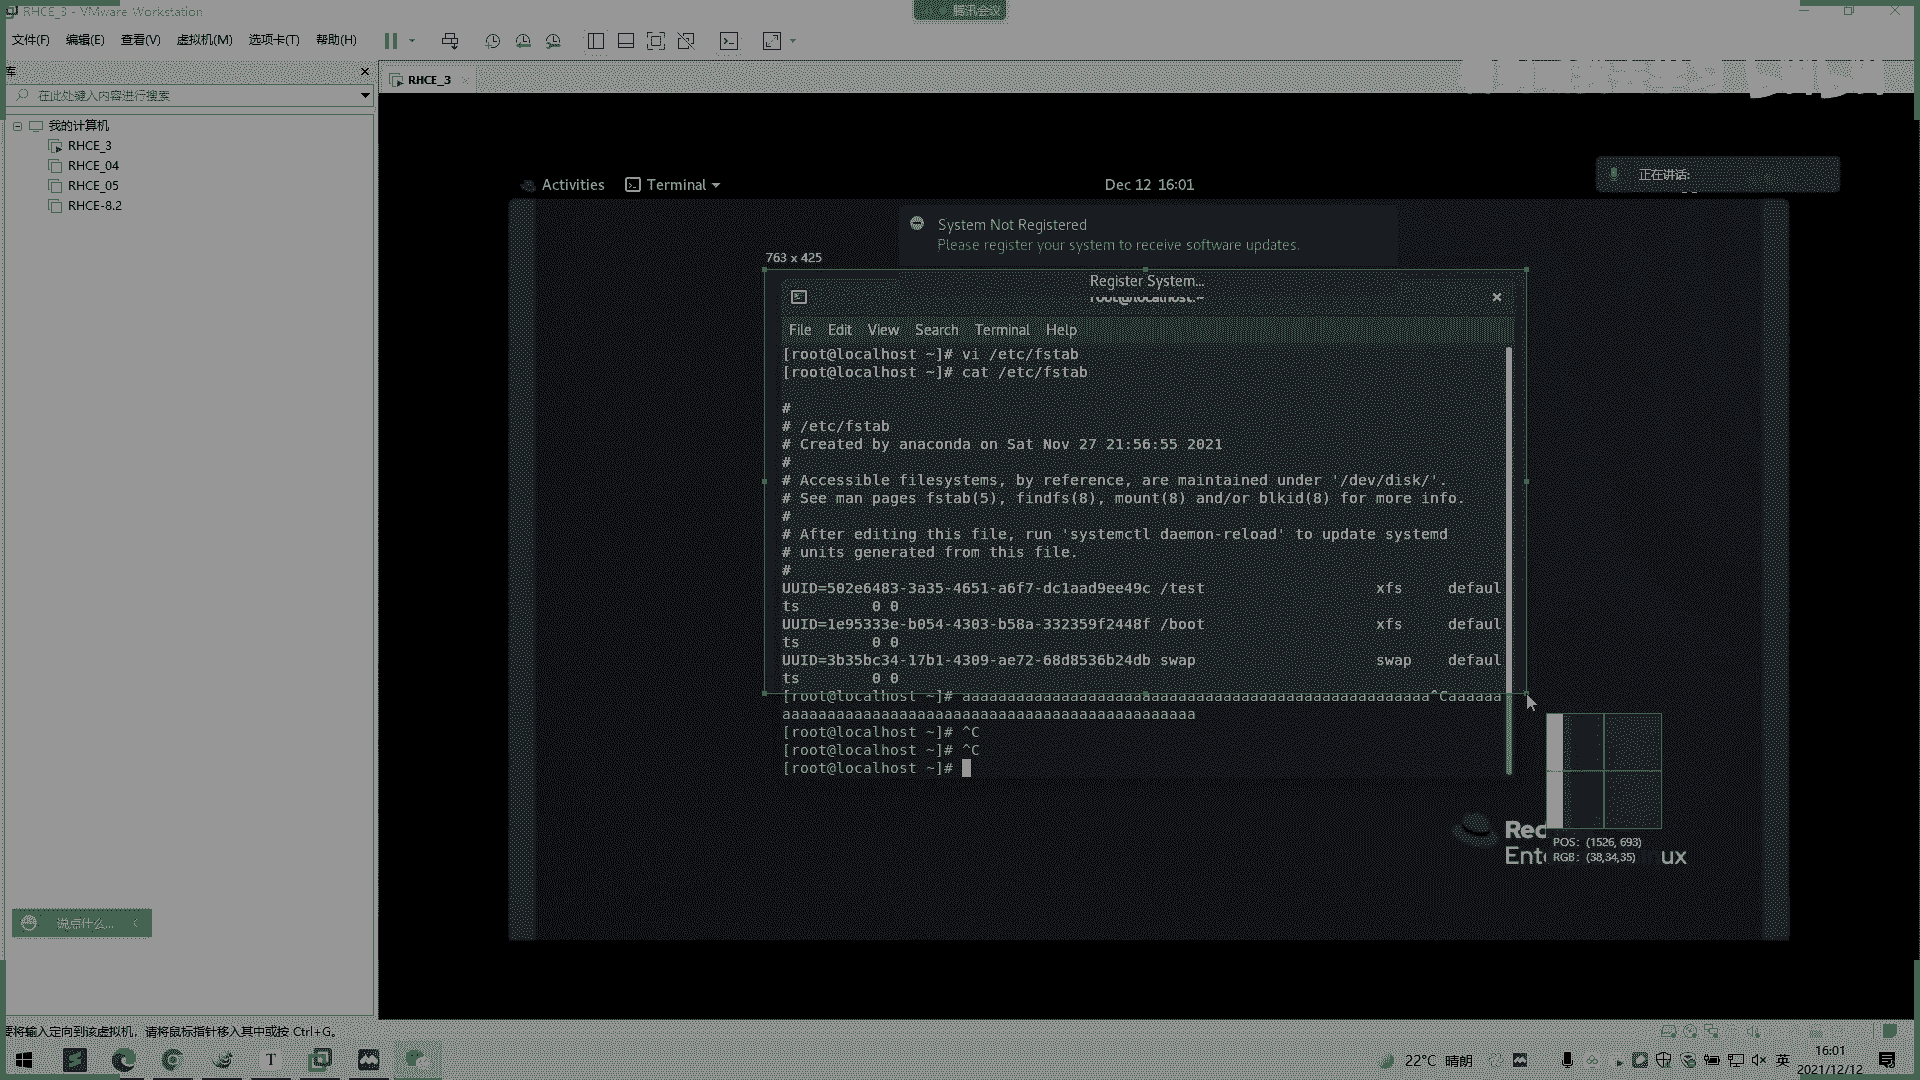 RHCE_3 - VMware Workstation
腾讯会议
文件(F) 编辑(E) 查看(V) 虚拟机(M) 选项卡(T) 帮助(H)
库
RHCE_3
在此处键入内容进行搜索
我的计算机
RHCE_3
RHCE_04
RHCE_05
RHCE-8.2
Activities Terminal Dec 12 16:01
正在讲话:
System Not Registered
Please register your system to receive software updates.
763 x 425
Register System...
root@localhost:~
File Edit View Search Terminal Help
[root@localhost ~]# vi /etc/fstab
[root@localhost ~]# cat /etc/fstab
#
# /etc/fstab
# Created by anaconda on Sat Nov 27 21:56:55 2021
#
# Accessible filesystems, by reference, are maintained under '/dev/disk/'.
# See man pages fstab(5), findfs(8), mount(8) and/or blkid(8) for more info.
#
# After editing this file, run 'systemctl daemon-reload' to update systemd
# units generated from this file.
#
UUID=502e6483-3a35-4651-a6f7-dc1aad9ee49c /test xfs defaul
ts 0 0
UUID=1e95333e-b054-4303-b58a-332359f2448f /boot xfs defaul
ts 0 0
UUID=3b35bc34-17b1-4309-ae72-68d8536b24db swap swap defaul
ts 0 0
[root@localhost ~]# aaaaaaaaaaaaaaaaaaaaaaaaaaaaaaaaaaaaaaaaaaaaaaaaaaaa^Caaaaaa
aaaaaaaaaaaaaaaaaaaaaaaaaaaaaaaaaaaaaaaaaaaaaa
[root@localhost ~]# ^C
[root@localhost ~]# ^C
[root@localhost ~]#
Rec
Ente ux
POS: (1526, 693)
RGB: (38,34,35)
说点什么...
要将输入定向到该虚拟机，请将鼠标指针移入其中或按 Ctrl+G。
22°C 晴朗
英
16:01
2021/12/12